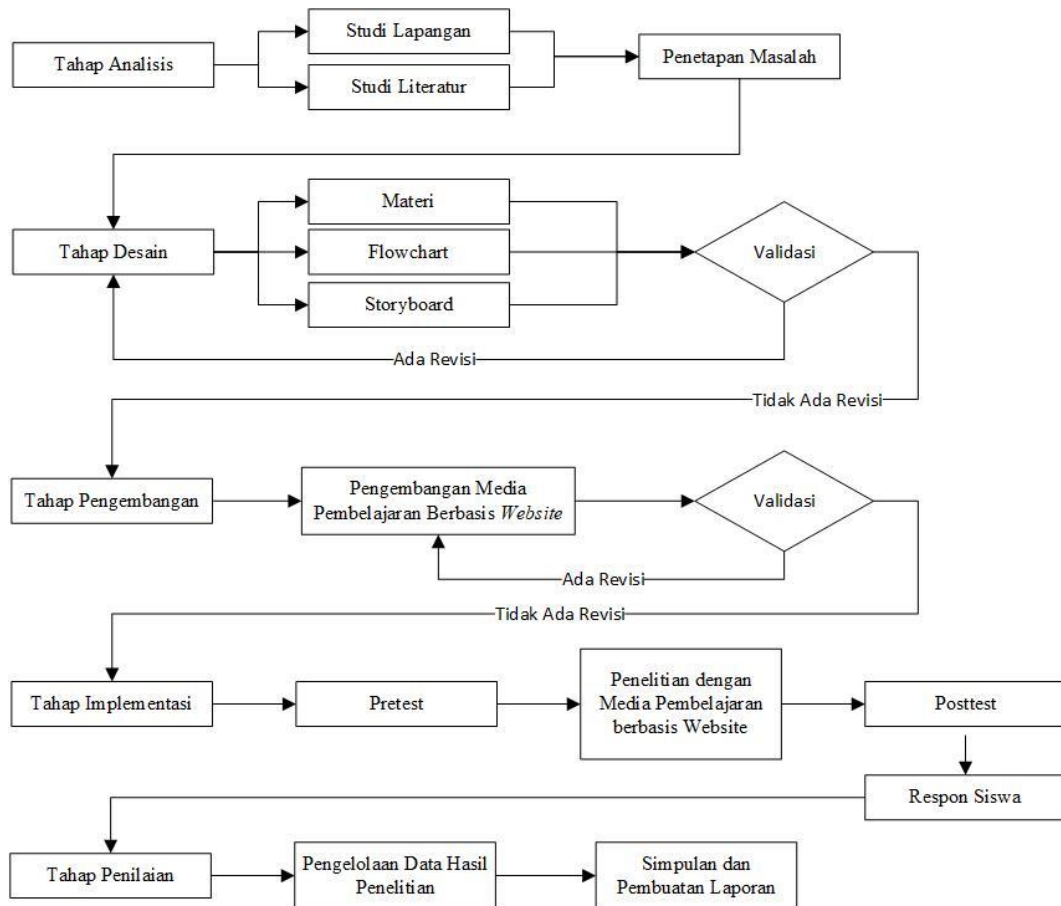 Tahap Analisis
Studi Lapangan
Studi Literatur
Penetapan Masalah
Tahap Desain
Materi
Flowchart
Storyboard
Validasi
Ada Revisi
Tidak Ada Revisi
Tahap Pengembangan
Pengembangan Media
Pembelajaran Berbasis Website
Validasi
Ada Revisi
Tidak Ada Revisi
Tahap Implementasi
Pretest
Penelitian dengan
Media Pembelajaran
berbasis Website
Posttest
Respon Siswa
Tahap Penilaian
Pengelolaan Data Hasil
Penelitian
Simpulan dan
Pembuatan Laporan